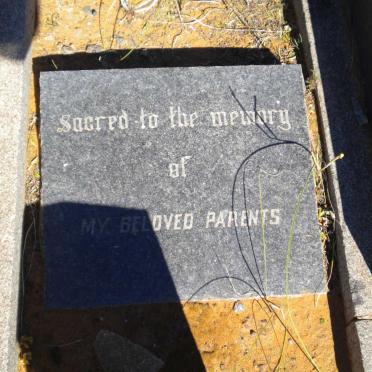 Sacred to the memory
of
MY BELOVED PARENTS